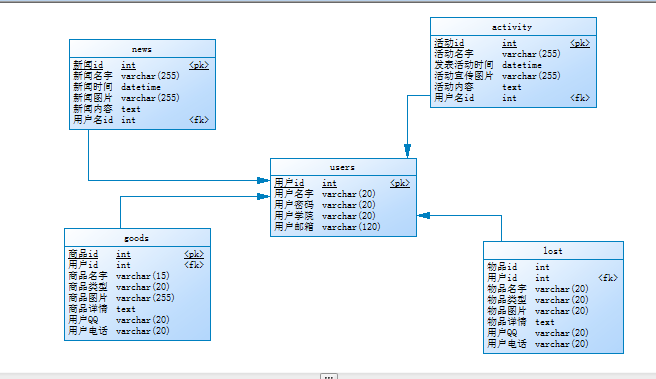 news
新闻id int <pk>
新闻名字 varchar(255)
新闻时间 datetime
新闻图片 varchar(255)
新闻内容 text
用户名id int <fk>
activity
活动id int <pk>
活动名字 varchar(255)
发表活动时间 datetime
活动宣传图片 varchar(255)
活动内容 text
用户名id int <fk>
users
用户id int <pk>
用户名字 varchar(20)
用户密码 varchar(20)
用户学院 varchar(20)
用户邮箱 varchar(120)
goods
商品id int <pk>
用户id int <fk>
商品名字 varchar(15)
商品类型 varchar(20)
商品图片 varchar(255)
商品详情 text
用户QQ varchar(20)
用户电话 varchar(20)
lost
物品id int
用户id int <fk>
物品名字 varchar(20)
物品类型 varchar(20)
物品图片 varchar(20)
物品详情 text
用户QQ varchar(20)
用户电话 varchar(20)